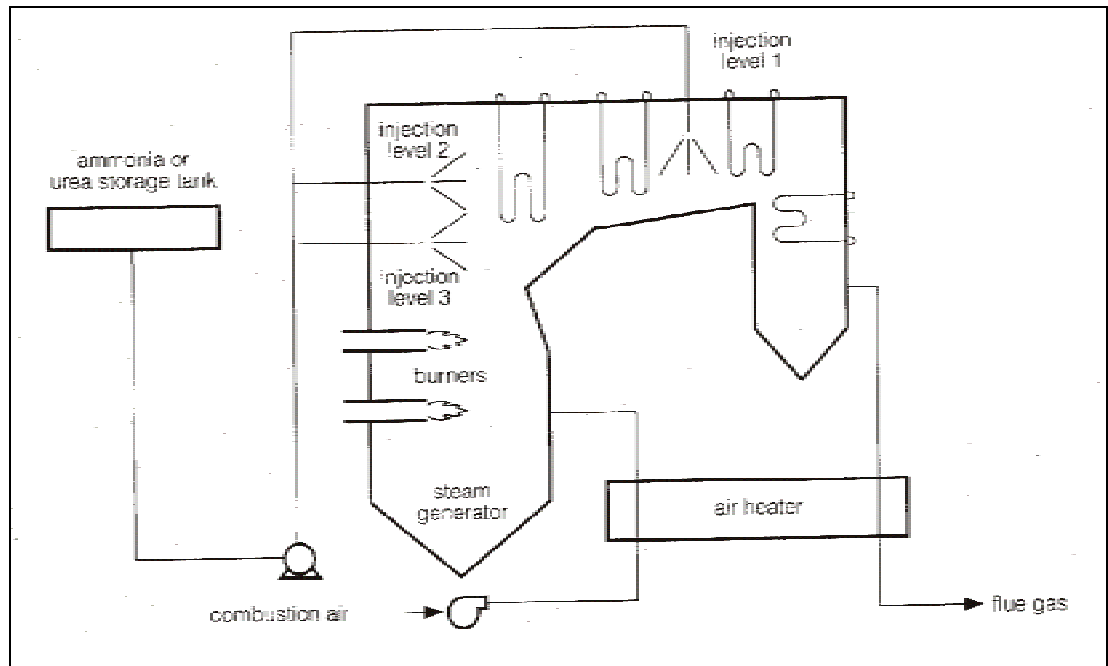 injection
level 1
injection
level 2
ammonia or
urea storage tank
injection
level 3
burners
steam
generator
air heater
combustion air
flue gas